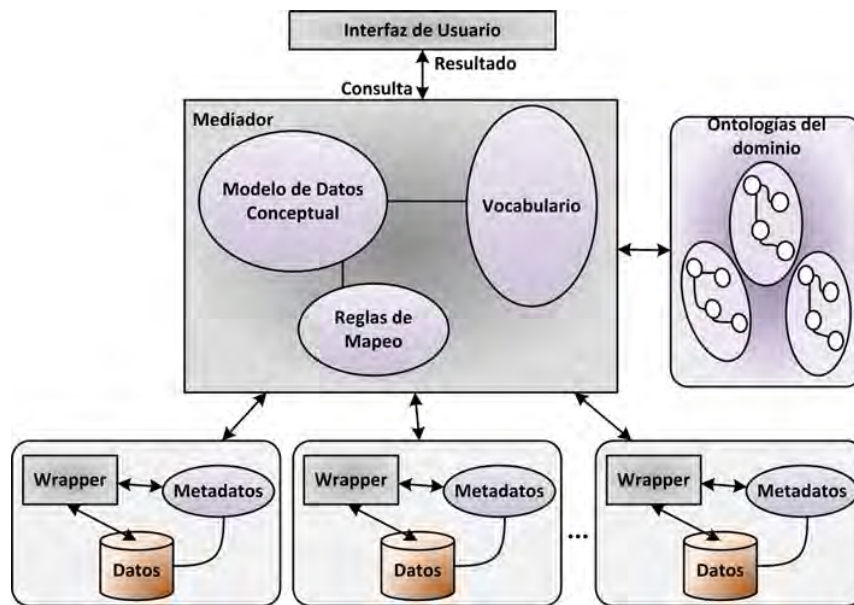 Interfaz de Usuario
Resultado
Consulta
Mediador
Modelo de Datos
Conceptual
Vocabulario
Reglas de
Mapeo
Ontologías del
dominio
Wrapper
Metadatos
Datos
Wrapper
Metadatos
Datos
...
Wrapper
Metadatos
Datos